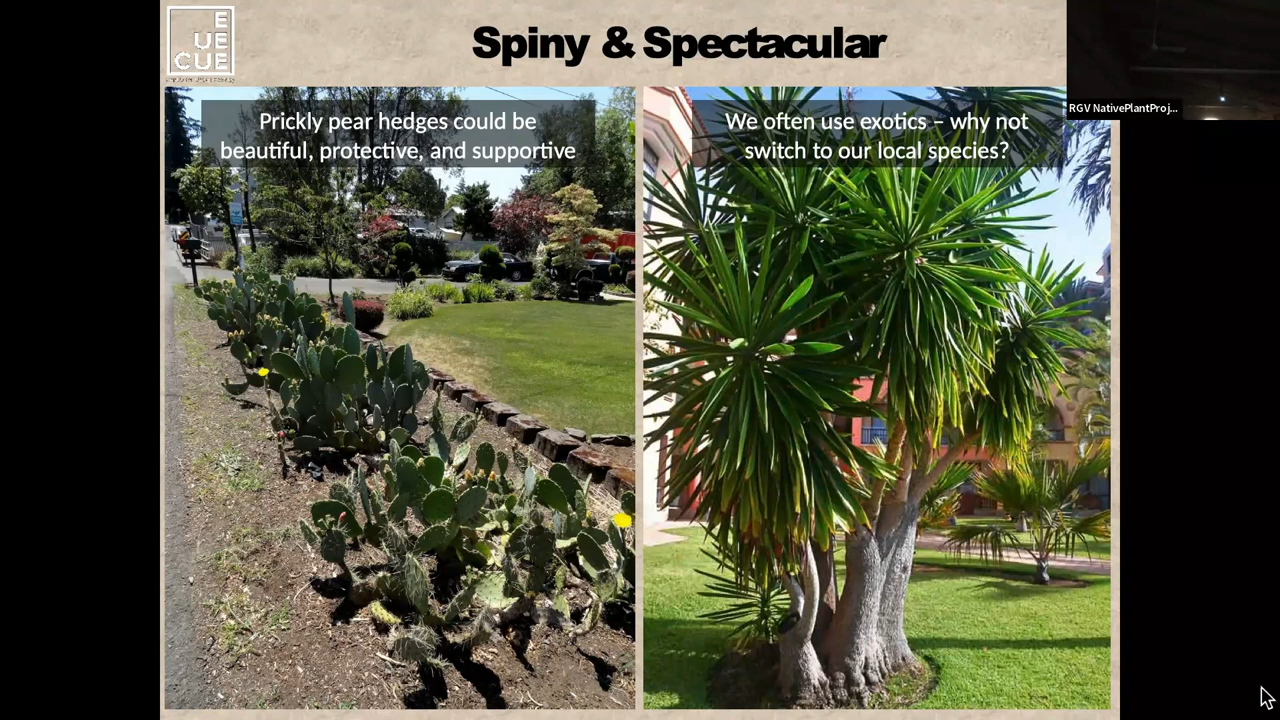 E
UE
CUE
Spiny & Spectacular
RGV NativePlantProj...
Prickly pear hedges could be
beautiful, protective, and supportive
We often use exotics – why not
switch to our local species?